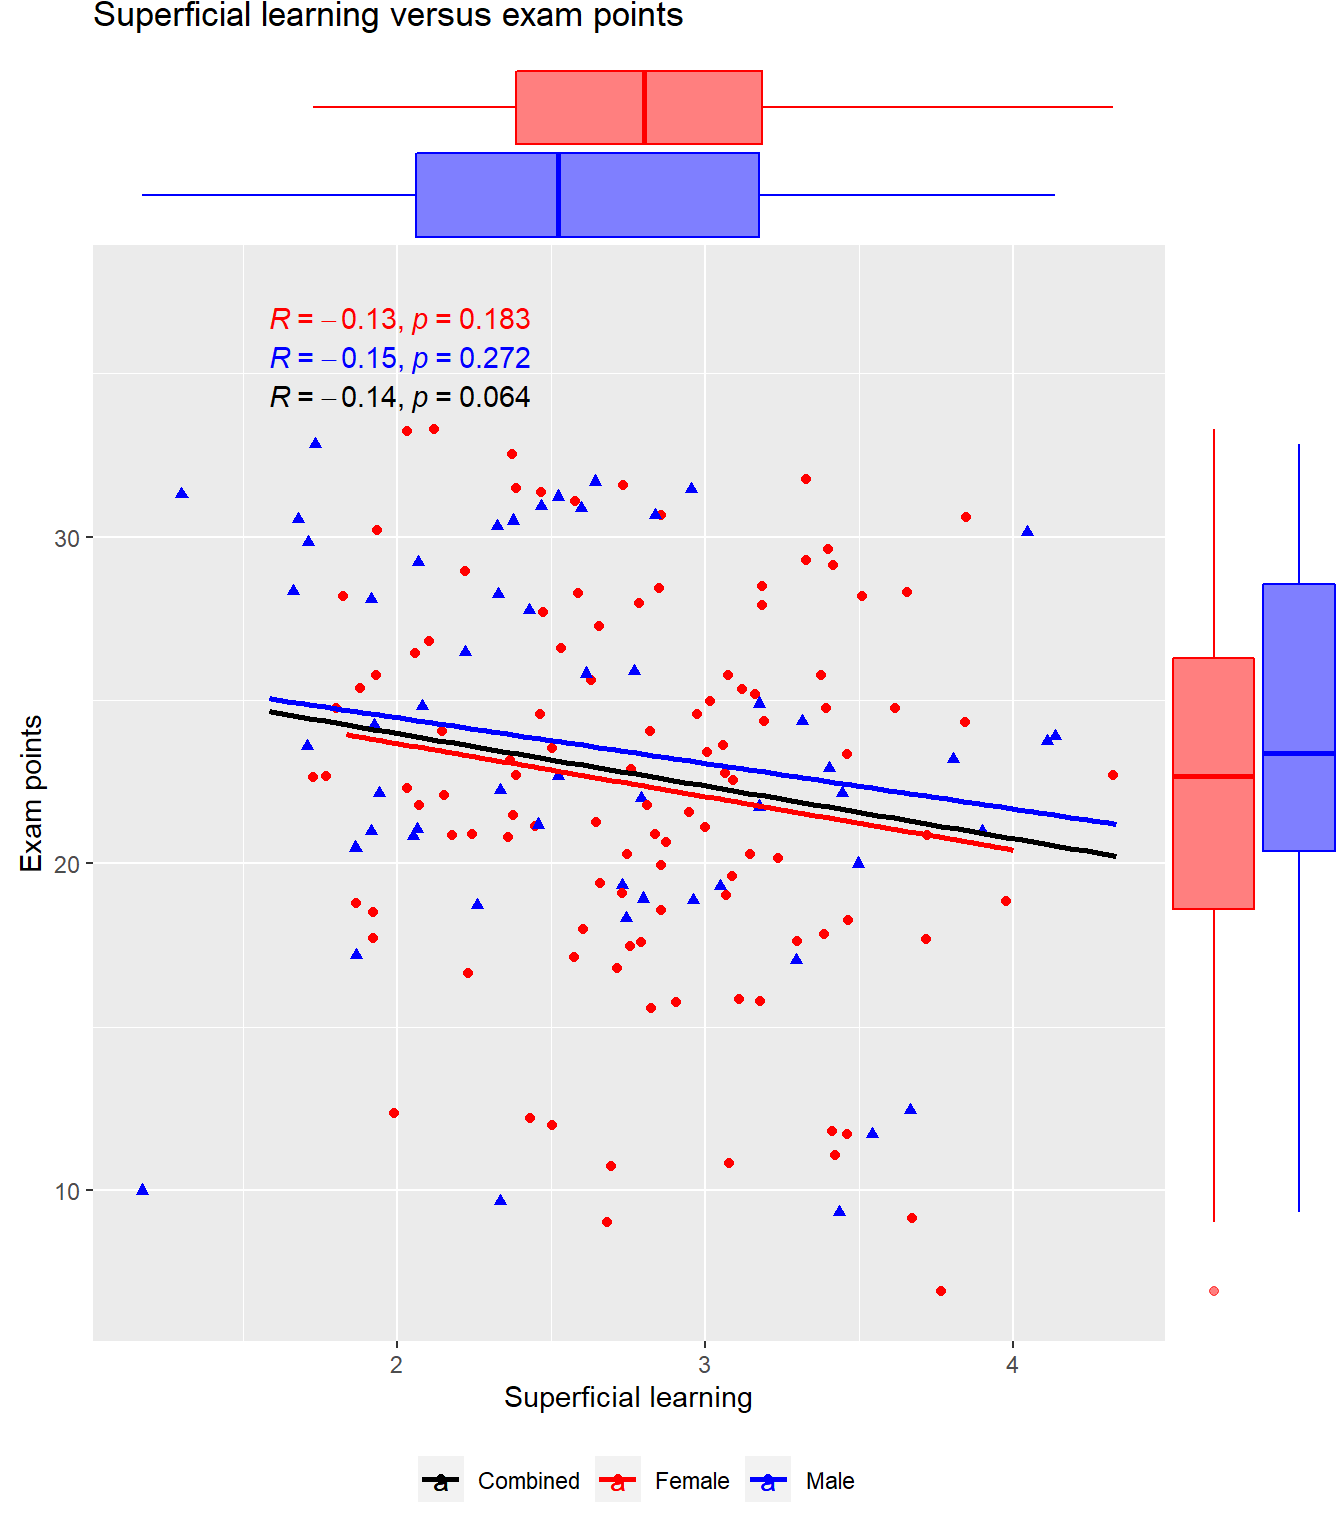 Superficial learning versus exam points
R = −0.13, p = 0.183
R = −0.15, p = 0.272
R = −0.14, p = 0.064
30
20
10
Exam points
2 3 4
Superficial learning
a Combined a Female a Male